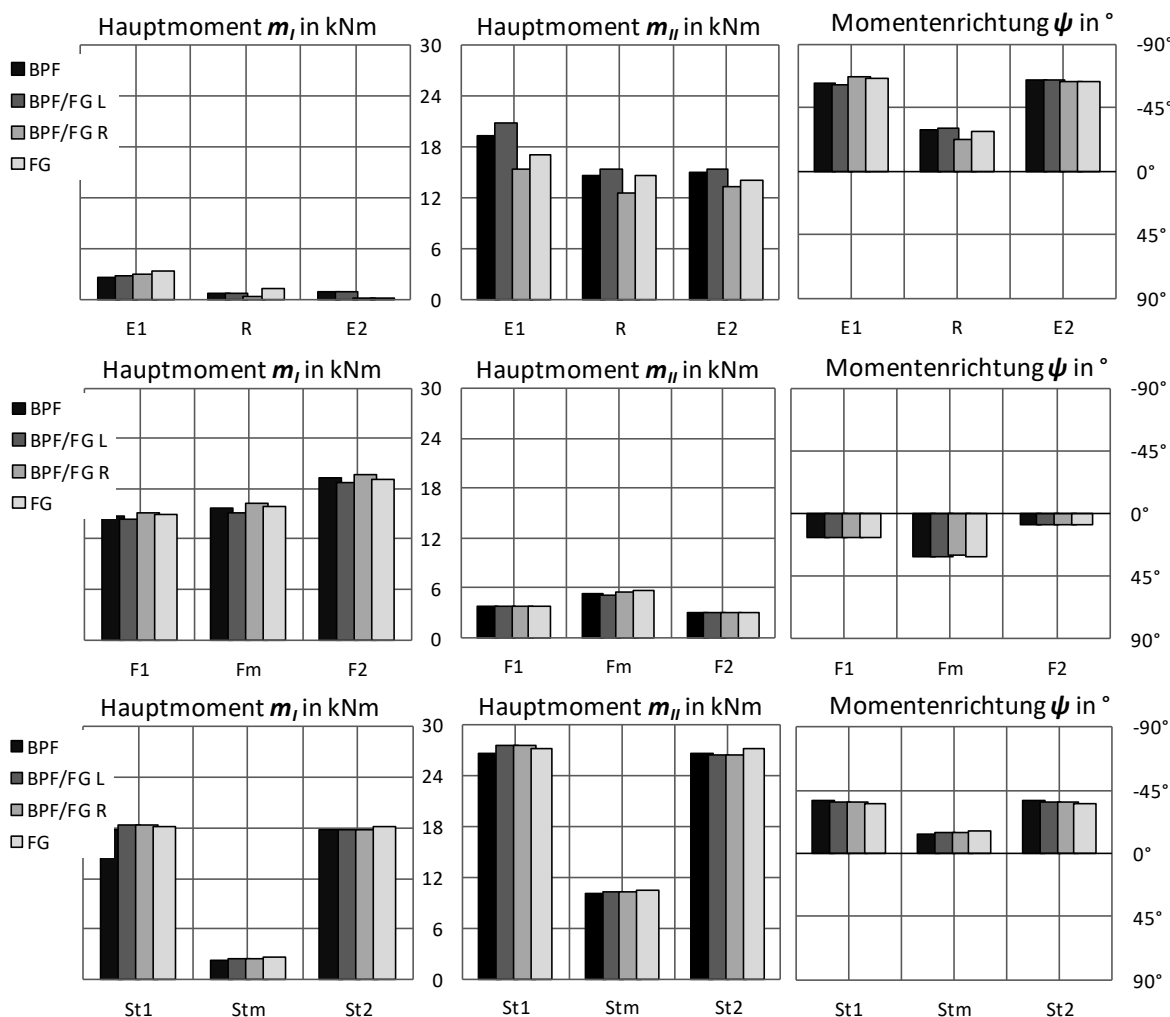 Hauptmoment m_I in kNm
Hauptmoment m_II in kNm
Momentenrichtung ψ in °
BPF
BPF/FG L
BPF/FG R
FG
30
24
18
12
6
0
-90°
-45°
0°
45°
90°
E1 R E2
E1 R E2
E1 R E2
Hauptmoment m_I in kNm
Hauptmoment m_II in kNm
Momentenrichtung ψ in °
BPF
BPF/FG L
BPF/FG R
FG
30
24
18
12
6
0
-90°
-45°
0°
45°
90°
F1 Fm F2
F1 Fm F2
F1 Fm F2
Hauptmoment m_I in kNm
Hauptmoment m_II in kNm
Momentenrichtung ψ in °
BPF
BPF/FG L
BPF/FG R
FG
30
24
18
12
6
0
-90°
-45°
0°
45°
90°
St1 Stm St2
St1 Stm St2
St1 Stm St2